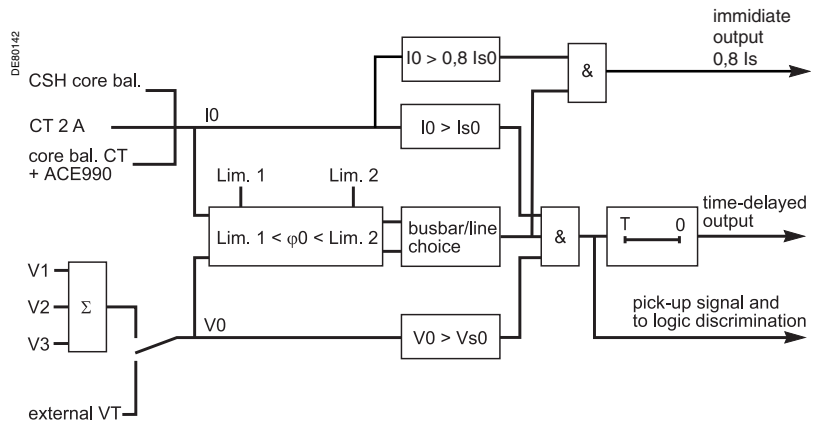 DE80142
immidiate
output
0,8 Is
I0 > 0,8 Is0
&
CSH core bal.
CT 2 A
I0
I0 > Is0
core bal. CT
+ ACE990
Lim. 1
Lim. 2
Lim. 1 < φ0 < Lim. 2
busbar/line
choice
&
T 0
time-delayed
output
V1
V2
V3
Σ
pick-up signal and
to logic discrimination
V0
V0 > Vs0
external VT